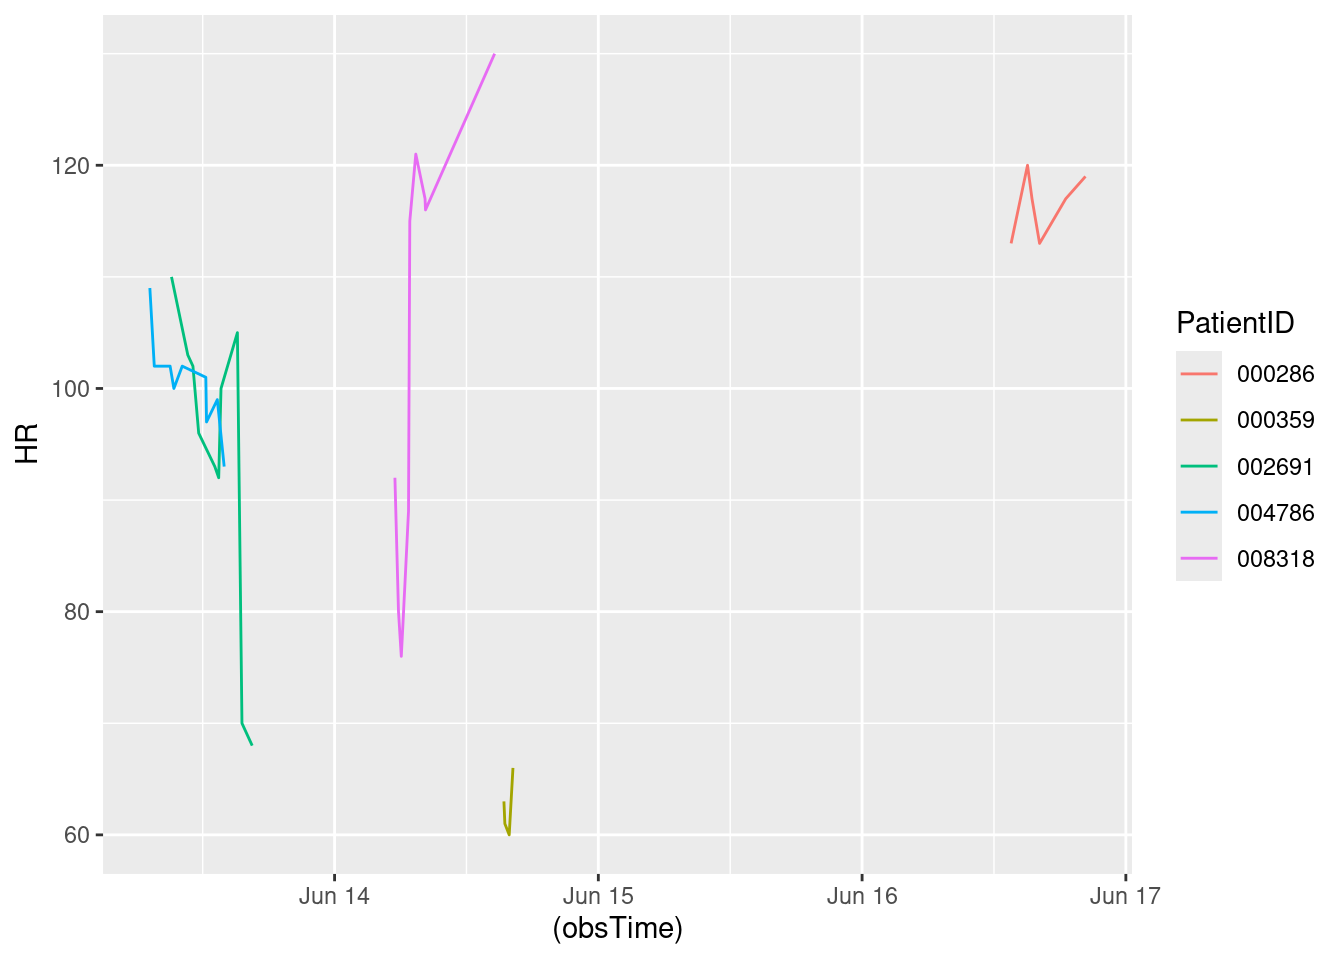 120
100
80
60
HR
Jun 14
Jun 15
Jun 16
Jun 17
(obsTime)
PatientID
000286
000359
002691
004786
008318